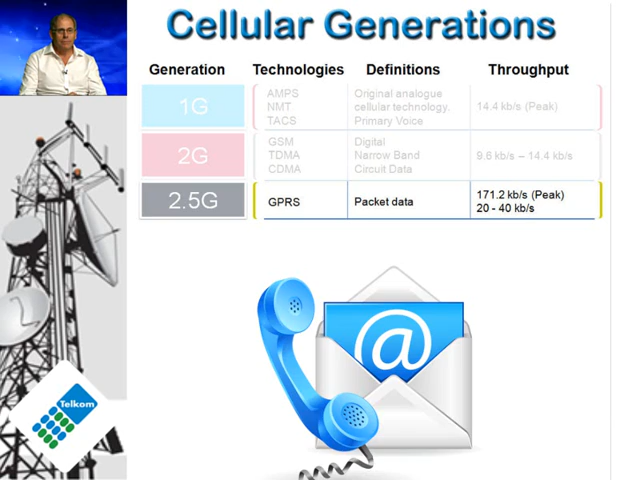 Cellular Generations
Generation Technologies Definitions Throughput
1G
AMPS
NMT
TACS
Original analogue
cellular technology.
Primary Voice
14.4 kb/s (Peak)
2G
GSM
TDMA
CDMA
Digital
Narrow Band
Circuit Data
9.6 kb/s – 14.4 kb/s
2.5G
GPRS
Packet data
171.2 kb/s (Peak)
20 - 40 kb/s
@
Telkom